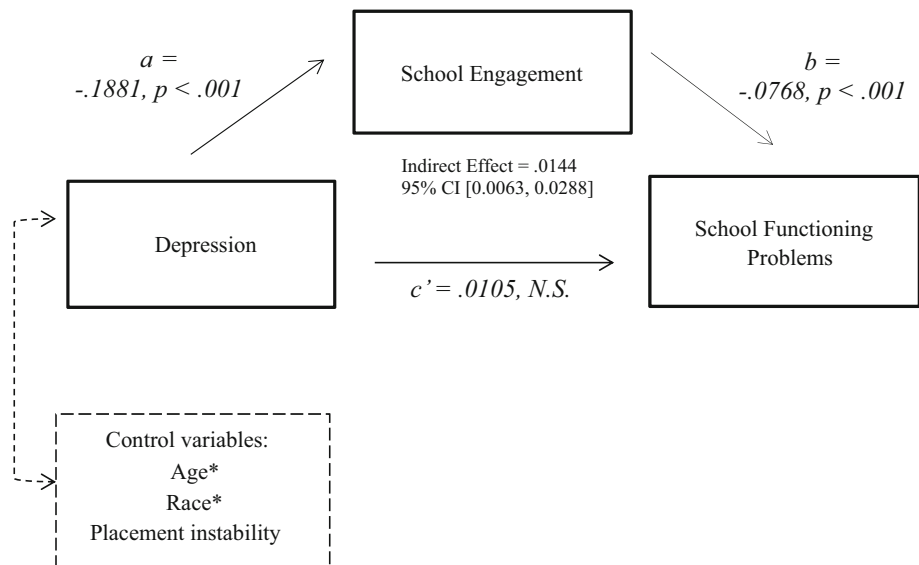 a =
-.1881, p < .001
School Engagement
b =
-.0768, p < .001
Indirect Effect = .0144
95% CI [0.0063, 0.0288]
Depression
School Functioning
Problems
c’ = .0105, N.S.
Control variables:
Age*
Race*
Placement instability